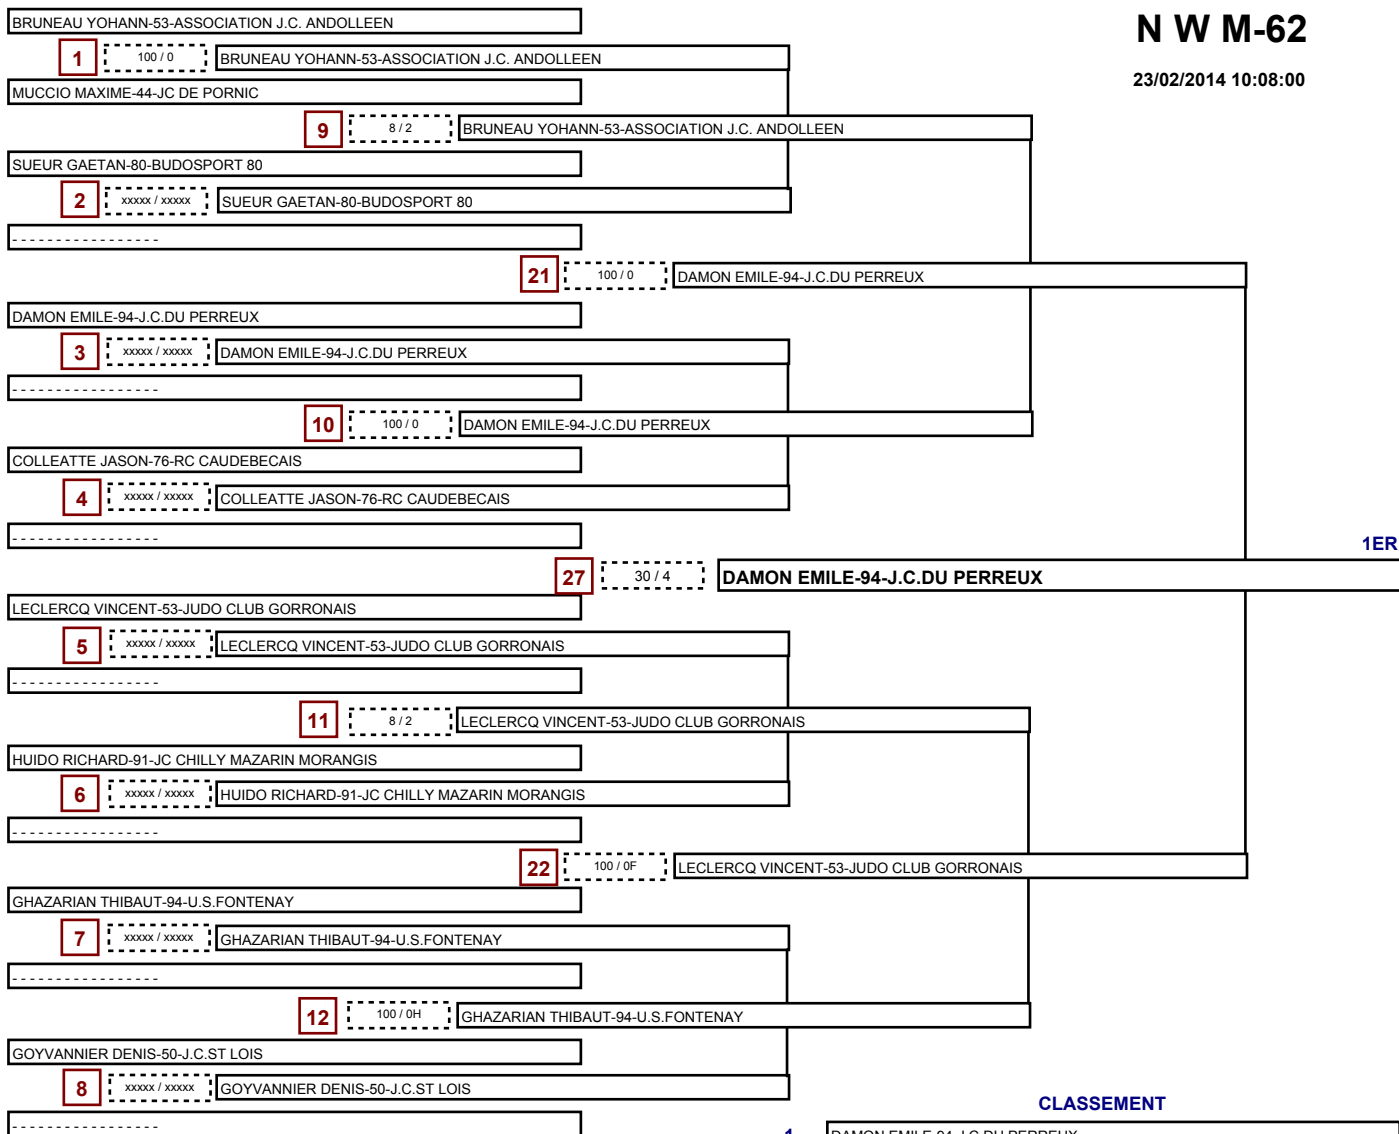 BRUNEAU YOHANN-53-ASSOCIATION J.C. ANDOLLEEN
N W M-62
1 100 / 0 BRUNEAU YOHANN-53-ASSOCIATION J.C. ANDOLLEEN
23/02/2014 10:08:00
MUCCIO MAXIME-44-JC DE PORNIC
9 8 / 2 BRUNEAU YOHANN-53-ASSOCIATION J.C. ANDOLLEEN
SUEUR GAETAN-80-BUDOSPORT 80
2 xxxxx / xxxxx SUEUR GAETAN-80-BUDOSPORT 80
- - - - - - - - - - - - - - - - -
21 100 / 0 DAMON EMILE-94-J.C.DU PERREUX
DAMON EMILE-94-J.C.DU PERREUX
3 xxxxx / xxxxx DAMON EMILE-94-J.C.DU PERREUX
- - - - - - - - - - - - - - - - -
10 100 / 0 DAMON EMILE-94-J.C.DU PERREUX
COLLEATTE JASON-76-RC CAUDEBECAIS
4 xxxxx / xxxxx COLLEATTE JASON-76-RC CAUDEBECAIS
- - - - - - - - - - - - - - - - -
1ER
27 30 / 4 DAMON EMILE-94-J.C.DU PERREUX
LECLERCQ VINCENT-53-JUDO CLUB GORRONAIS
5 xxxxx / xxxxx LECLERCQ VINCENT-53-JUDO CLUB GORRONAIS
- - - - - - - - - - - - - - - - -
11 8 / 2 LECLERCQ VINCENT-53-JUDO CLUB GORRONAIS
HUIDO RICHARD-91-JC CHILLY MAZARIN MORANGIS
6 xxxxx / xxxxx HUIDO RICHARD-91-JC CHILLY MAZARIN MORANGIS
- - - - - - - - - - - - - - - - -
22 100 / 0F LECLERCQ VINCENT-53-JUDO CLUB GORRONAIS
GHAZARIAN THIBAUT-94-U.S.FONTENAY
7 xxxxx / xxxxx GHAZARIAN THIBAUT-94-U.S.FONTENAY
- - - - - - - - - - - - - - - - -
12 100 / 0H GHAZARIAN THIBAUT-94-U.S.FONTENAY
GOYVANNIER DENIS-50-J.C.ST LOIS
8 xxxxx / xxxxx GOYVANNIER DENIS-50-J.C.ST LOIS
CLASSEMENT
- - - - - - - - - - - - - - - - -
1 DAMON EMILE-94-J.C.DU PERREUX